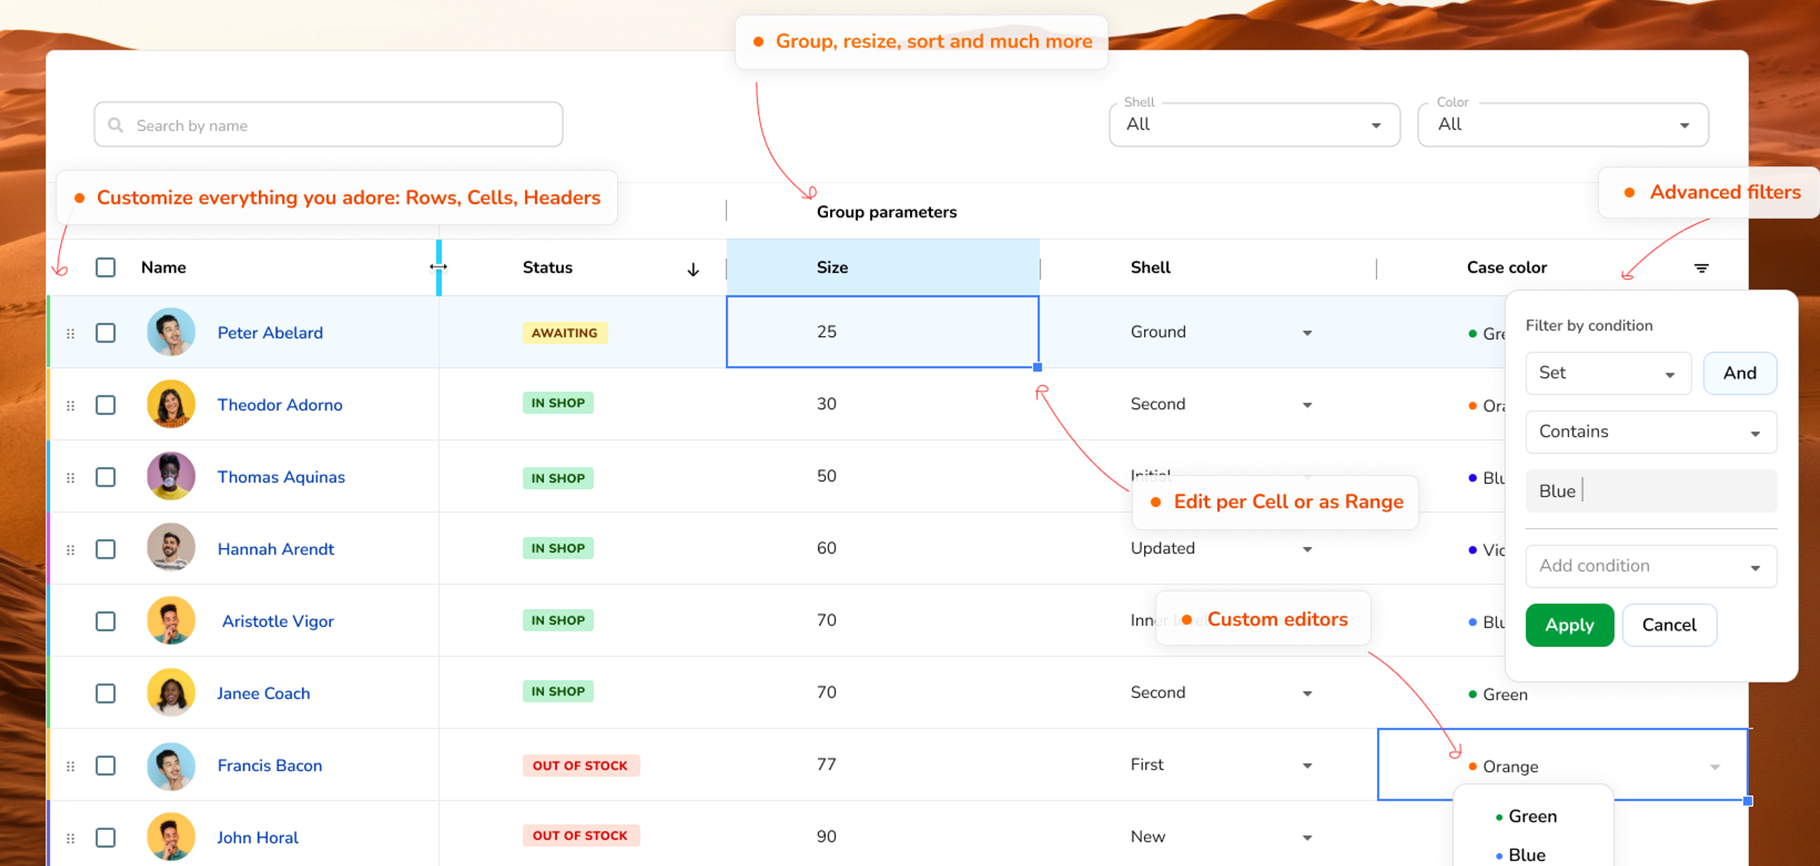 Group, resize, sort and much more
Search by name
Shell
All
Color
All
Customize everything you adore: Rows, Cells, Headers
Advanced filters
Group parameters
Name
Status
Size
Shell
Case color
Peter Abelard
AWAITING
25
Ground
Gre
Filter by condition
Set
And
Theodor Adorno
IN SHOP
30
Second
Ora
Contains
Thomas Aquinas
IN SHOP
50
Initial
Blu
Blue
Edit per Cell or as Range
Hannah Arendt
IN SHOP
60
Updated
Vio
Add condition
Aristotle Vigor
IN SHOP
70
Inner level
Custom editors
Blu
Apply
Cancel
Janee Coach
IN SHOP
70
Second
Green
Francis Bacon
OUT OF STOCK
77
First
Orange
John Horal
OUT OF STOCK
90
New
Green
Blue